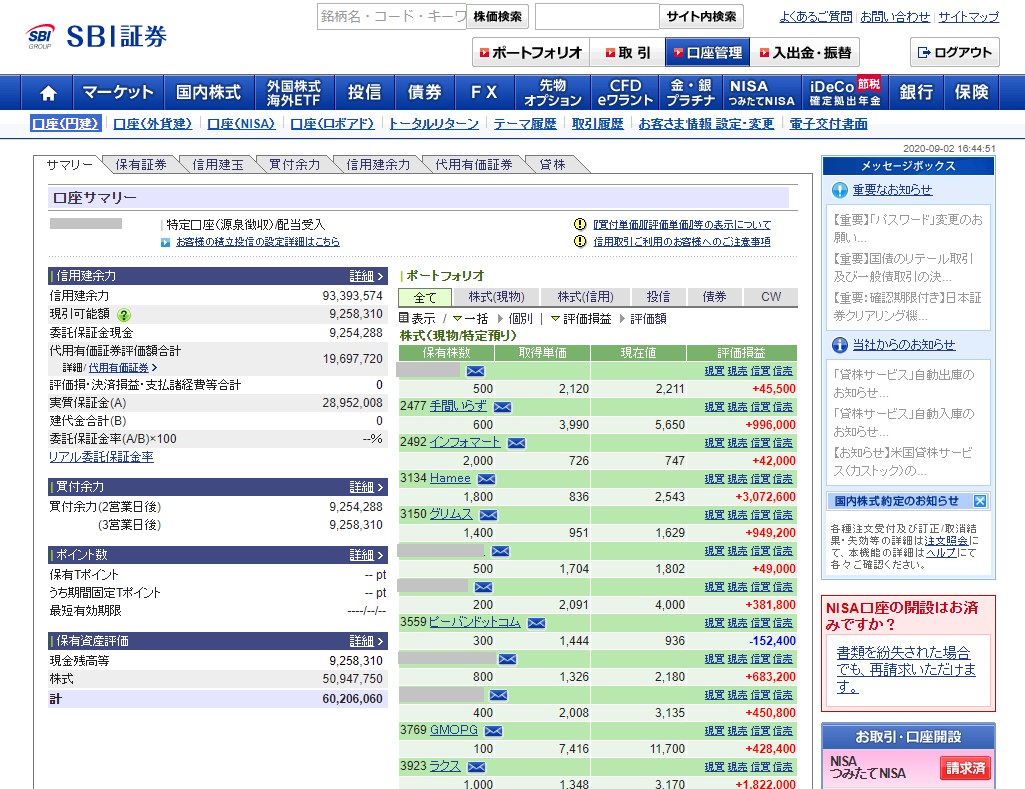 SBI GROUP SBI証券
銘柄名・コード・キーワ 株価検索 サイト内検索
よくあるご質問 お問い合わせ サイトマップ
ポートフォリオ 取引 口座管理 入出金・振替 ログアウト
マーケット 国内株式 外国株式 海外ETF 投信 債券 FX 先物 オプション CFD eワラント 金・銀 プラチナ NISA つみたてNISA iDeCo 節税 確定拠出年金 銀行 保険
口座(円建) 口座(外貨建) 口座(NISA) 口座(ロボアド) トータルリターン テーマ履歴 取引履歴 お客さま情報 設定・変更 電子交付書面
2020-09-02 16:44:51
サマリー 保有証券 信用建玉 買付余力 信用建余力 代用有価証券 貸株
口座サマリー
特定口座(源泉徴収)/配当受入
お客様の積立投信の設定詳細はこちら
『買付単価』『評価単価』等の表示について
信用取引ご利用のお客様へのご注意事項
信用建余力 詳細
信用建余力 93,393,574
現引可能額 ? 9,258,310
委託保証金現金 9,254,288
代用有価証券評価額合計 19,697,720
詳細/代用有価証券
評価損・決済損益・支払諸経費等合計 0
実質保証金(A) 28,952,008
建代金合計(B) 0
委託保証金率(A/B)×100 --%
リアル委託保証金率
買付余力 詳細
買付余力(2営業日後) 9,254,288
(3営業日後) 9,258,310
ポイント数 詳細
保有Tポイント -- pt
うち期間固定Tポイント -- pt
最短有効期限 ----/--/--
保有資産評価 詳細
現金残高等 9,258,310
株式 50,947,750
計 60,206,060
ポートフォリオ
全て 株式(現物) 株式(信用) 投信 債券 CW
表示 / 一括 個別 | 評価損益 評価額
株式(現物/特定預り)
保有株数 取得単価 現在値 評価損益
現買 現売 信買 信売
500 2,120 2,211 +45,500
2477 手間いらず 現買 現売 信買 信売
600 3,990 5,650 +996,000
2492 インフォマート 現買 現売 信買 信売
2,000 726 747 +42,000
3134 Hamee 現買 現売 信買 信売
1,800 836 2,543 +3,072,600
3150 グリムス 現買 現売 信買 信売
1,400 951 1,629 +949,200
現買 現売 信買 信売
500 1,704 1,802 +49,000
現買 現売 信買 信売
200 2,091 4,000 +381,800
3559 ピーバンドットコム 現買 現売 信買 信売
300 1,444 936 -152,400
現買 現売 信買 信売
800 1,326 2,180 +683,200
現買 現売 信買 信売
400 2,008 3,135 +450,800
3769 GMOPG 現買 現売 信買 信売
100 7,416 11,700 +428,400
3923 ラクス 現買 現売 信買 信売
1,000 1,348 3,170 +1,822,000
メッセージボックス
重要なお知らせ
【重要】「パスワード」変更のお
願い...
【重要】国債のリテール取引
及び一般債取引の決...
【重要:確認期限付き】日本証
券クリアリング機...
当社からのお知らせ
「貸株サービス」自動出庫の
お知らせ...
「貸株サービス」自動入庫の
お知らせ...
【お知らせ】米国貸株サービ
ス(カストック)の...
国内株式約定のお知らせ
各種注文受付及び訂正/取消結
果・失効等の詳細は注文照会に
て、本機能の詳細はヘルプにて
各々ご確認ください。
NISA口座の開設はお済
みですか?
書類を紛失された場合
でも、再請求いただけま
す。
お取引・口座開設
NISA
つみたてNISA 請求済